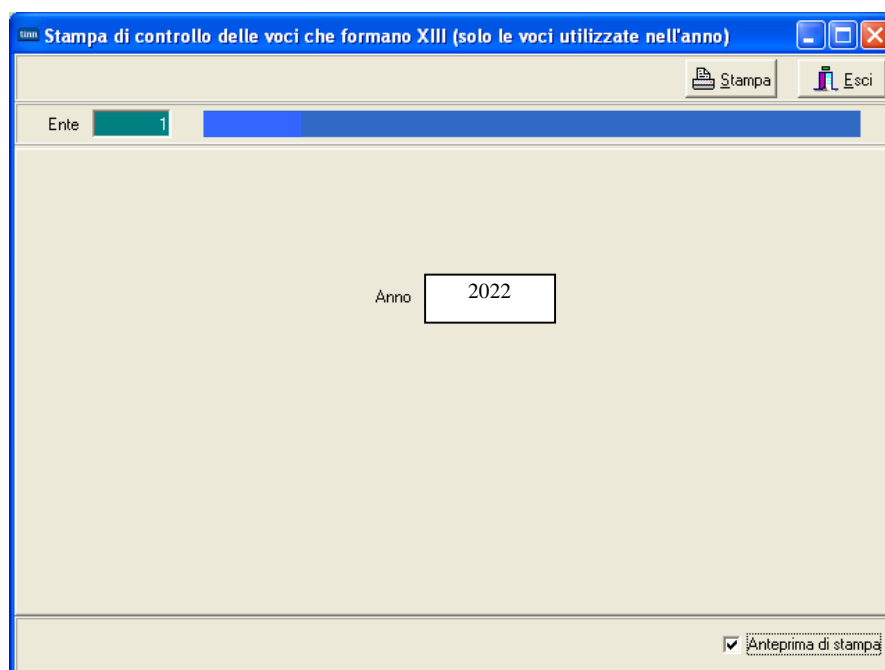 tinn Stampa di controllo delle voci che formano XIII (solo le voci utilizzate nell'anno)
Stampa Esci
Ente 1
Anno 2022
Anteprima di stampa